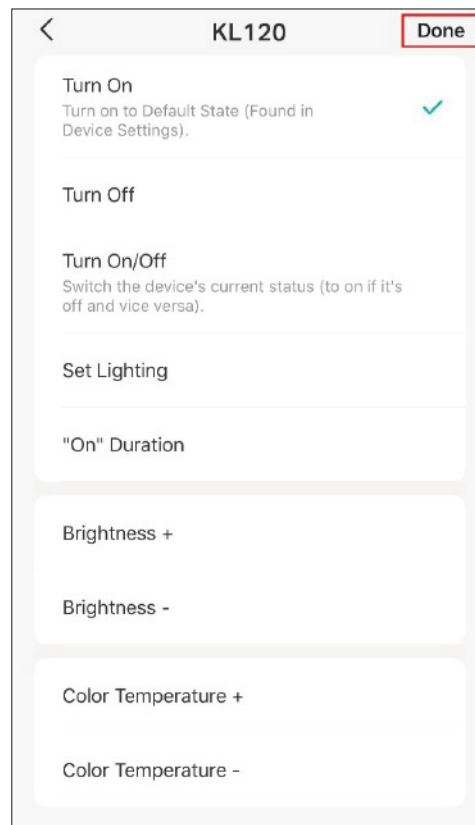 KL120
Done
Turn On
Turn on to Default State (Found in
Device Settings).
Turn Off
Turn On/Off
Switch the device's current status (to on if it's
off and vice versa).
Set Lighting
"On" Duration
Brightness +
Brightness -
Color Temperature +
Color Temperature -